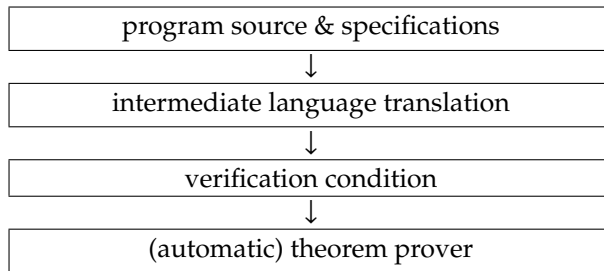 program source & specifications
↓
intermediate language translation
↓
verification condition
↓
(automatic) theorem prover